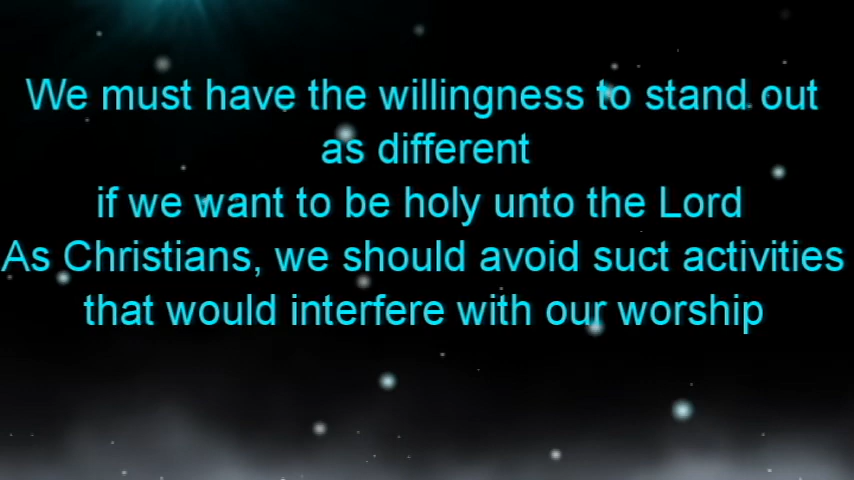 We must have the willingness to stand out
as different
if we want to be holy unto the Lord
As Christians, we should avoid suct activities
that would interfere with our worship